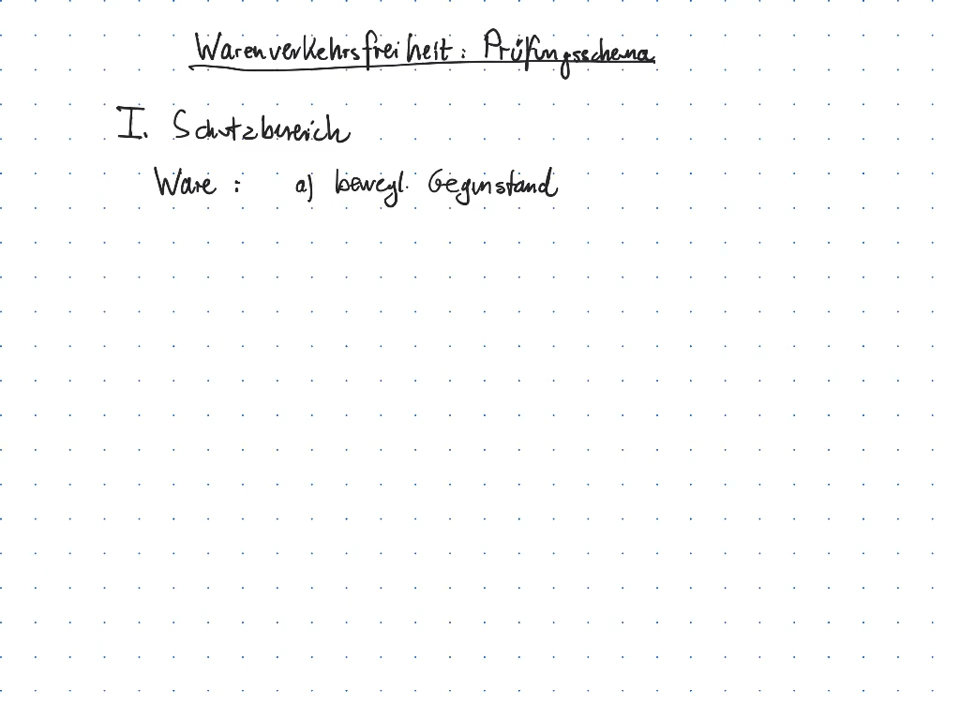 Warenverkehrsfreiheit: Prüfungsschema
I. Schutzbereich
Ware: a) bewegl. Gegenstand